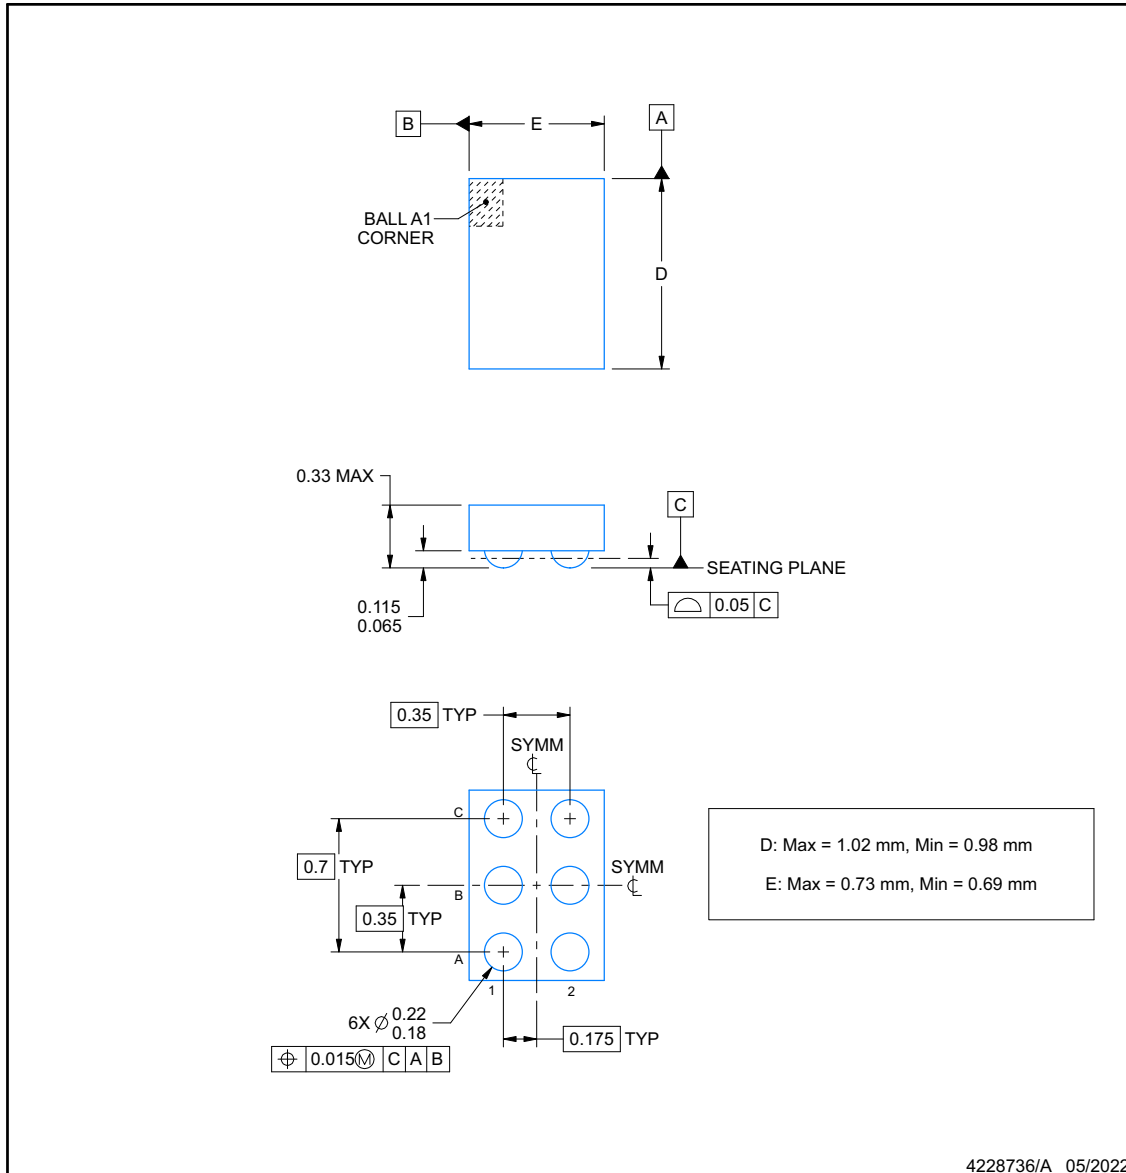 B
E
A
BALL A1
CORNER
D
0.33 MAX
C
SEATING PLANE
0.05 C
0.115
0.065
0.35 TYP
SYMM
C
SYMM
0.7 TYP
B
0.35 TYP
A
1 2
6X ⌀ 0.22
0.18
0.175 TYP
⌖ 0.015Ⓜ C A B
D: Max = 1.02 mm, Min = 0.98 mm
E: Max = 0.73 mm, Min = 0.69 mm
4228736/A 05/2022